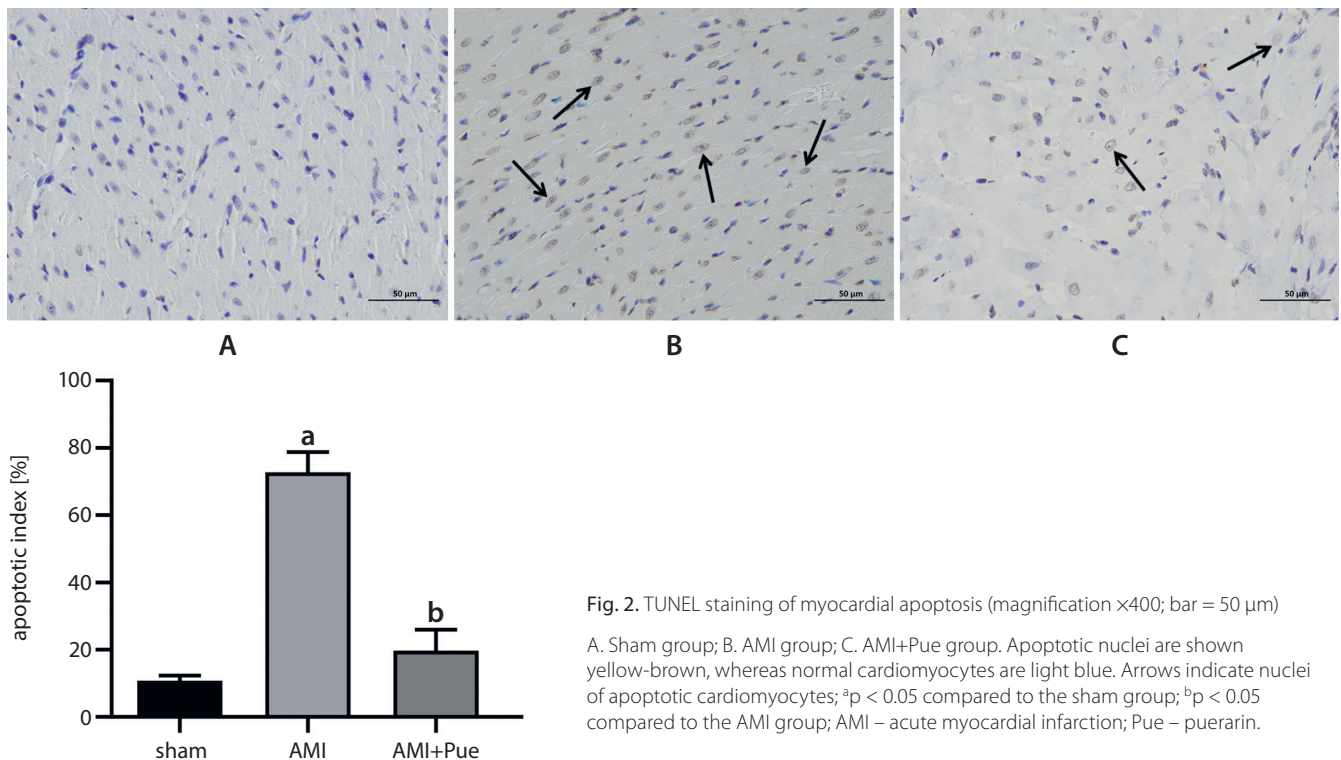 50 µm
50 µm
50 µm
A
B
C
apoptotic index [%]
100
80
60
40
20
0
a
b
sham
AMI
AMI+Pue
Fig. 2. TUNEL staining of myocardial apoptosis (magnification ×400; bar = 50 µm)
A. Sham group; B. AMI group; C. AMI+Pue group. Apoptotic nuclei are shown
yellow-brown, whereas normal cardiomyocytes are light blue. Arrows indicate nuclei
of apoptotic cardiomyocytes; ᵃp < 0.05 compared to the sham group; ᵇp < 0.05
compared to the AMI group; AMI – acute myocardial infarction; Pue – puerarin.